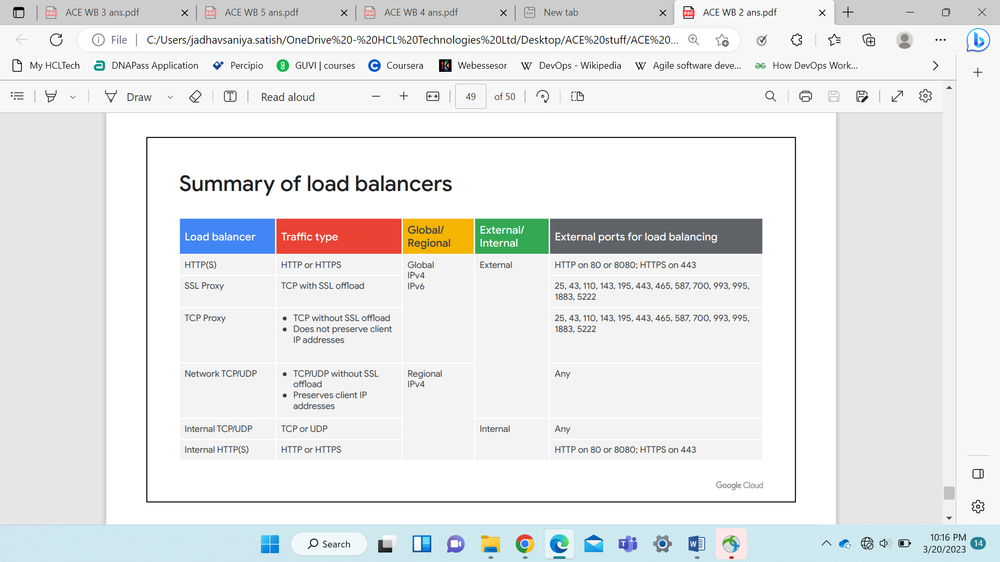 ACE WB 3 ans.pdf
ACE WB 5 ans.pdf
ACE WB 4 ans.pdf
New tab
ACE WB 2 ans.pdf
File
C:/Users/jadhavsaniya.satish/OneDrive%20-%20HCL%20Technologies%20Ltd/Desktop/ACE%20stuff/ACE%20...
My HCLTech
DNAPass Application
Percipio
GUVI | courses
Coursera
Webessesor
DevOps - Wikipedia
Agile software deve...
How DevOps Work...
Draw
Read aloud
49
of 50
Summary of load balancers
Load balancer
Traffic type
Global/
Regional
External/
Internal
External ports for load balancing
HTTP(S)
HTTP or HTTPS
Global
IPv4
IPv6
External
HTTP on 80 or 8080; HTTPS on 443
SSL Proxy
TCP with SSL offload
25, 43, 110, 143, 195, 443, 465, 587, 700, 993, 995,
1883, 5222
TCP Proxy
● TCP without SSL offload
● Does not preserve client
IP addresses
25, 43, 110, 143, 195, 443, 465, 587, 700, 993, 995,
1883, 5222
Network TCP/UDP
● TCP/UDP without SSL
offload
● Preserves client IP
addresses
Regional
IPv4
Any
Internal TCP/UDP
TCP or UDP
Internal
Any
Internal HTTP(S)
HTTP or HTTPS
HTTP on 80 or 8080; HTTPS on 443
Google Cloud
Search
10:16 PM
3/20/2023
14